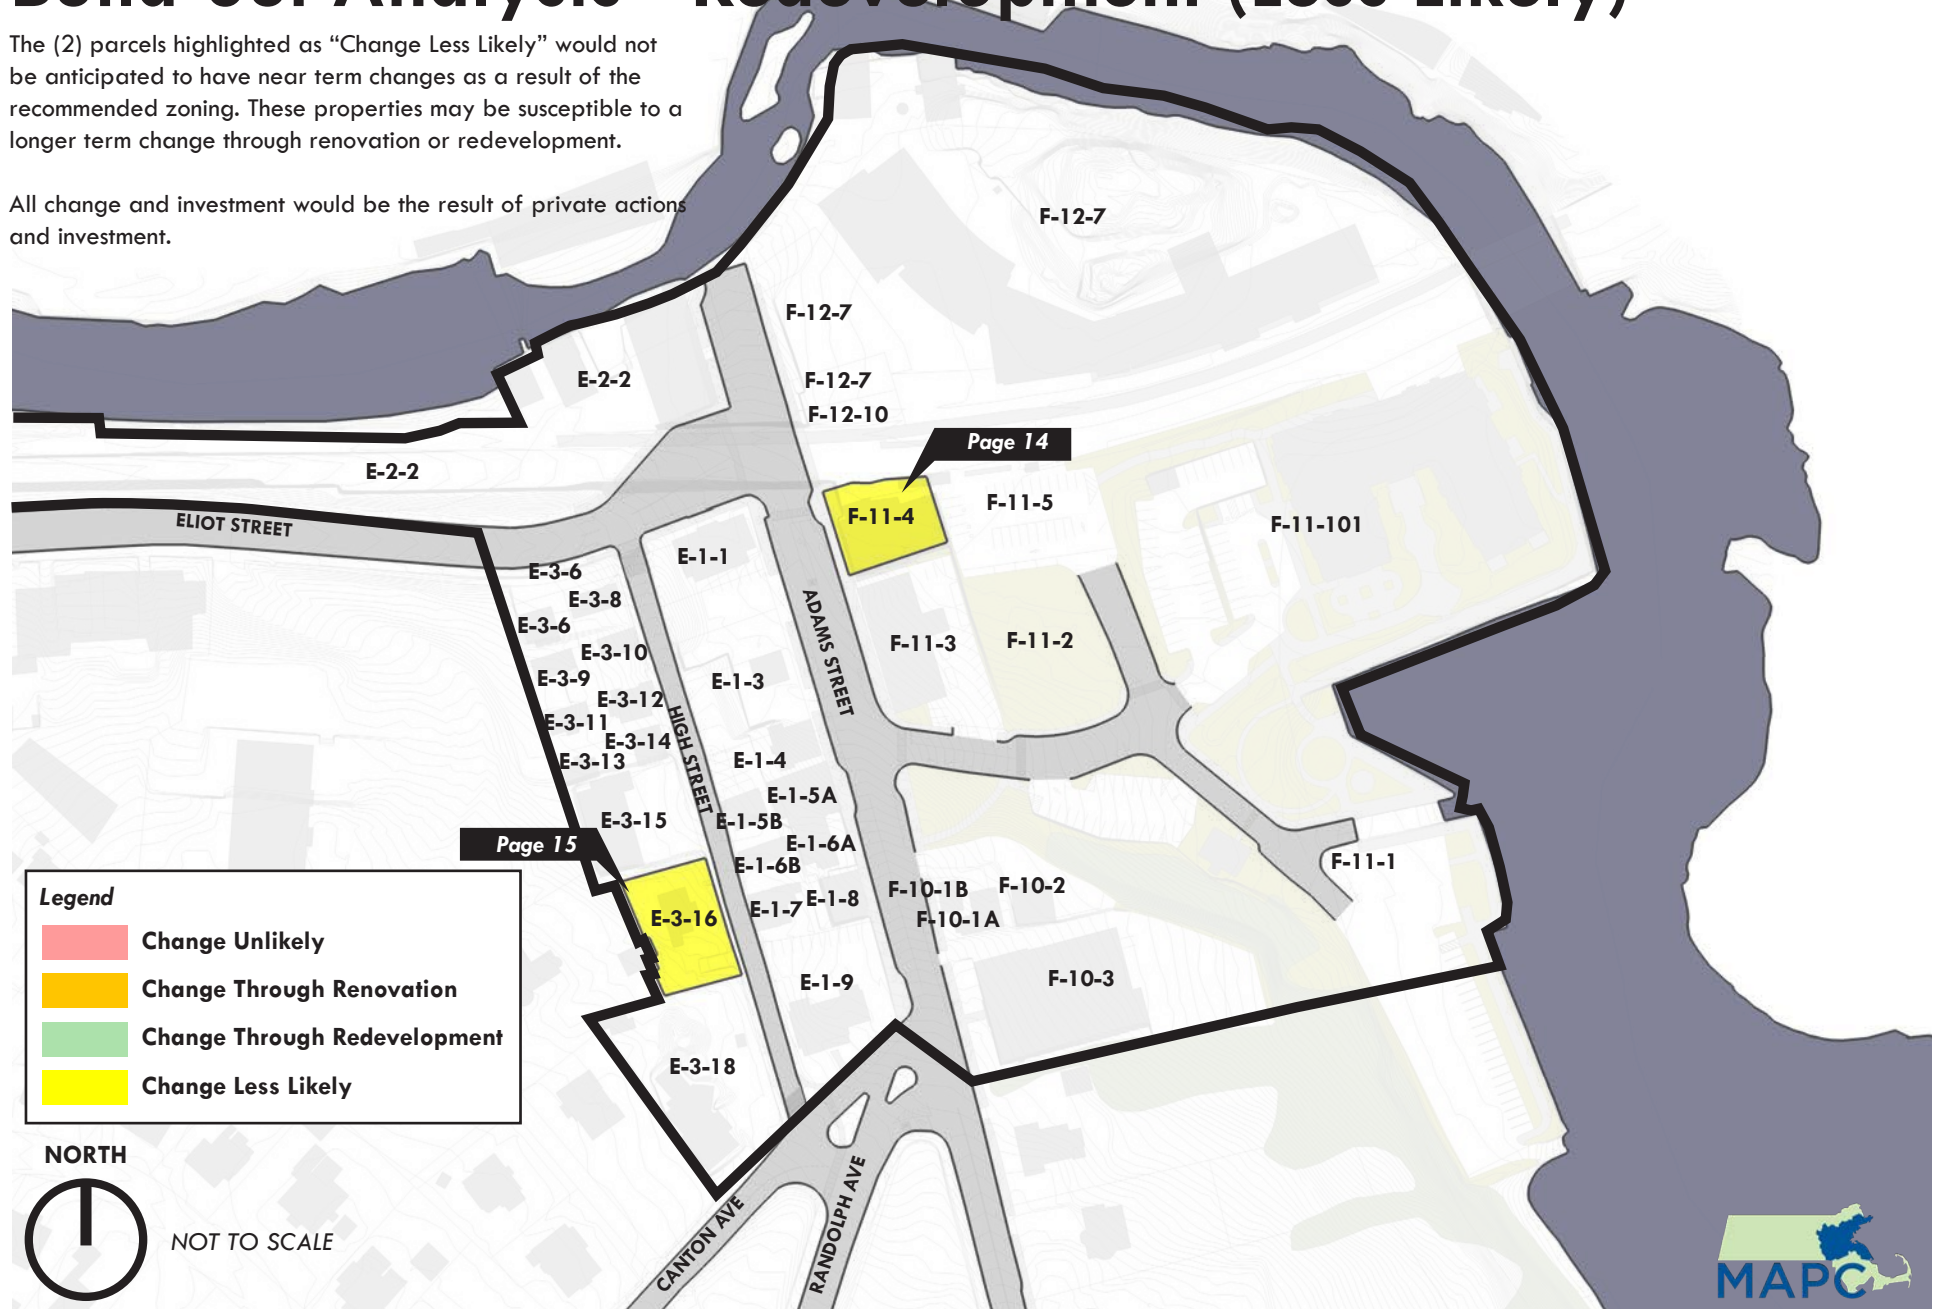 Build-out Analysis - Redevelopment (Less Likely)
The (2) parcels highlighted as “Change Less Likely” would not
be anticipated to have near term changes as a result of the
recommended zoning. These properties may be susceptible to a
longer term change through renovation or redevelopment.
All change and investment would be the result of private actions
and investment.
F-12-7
F-12-7
E-2-2
F-12-7
F-12-10
Page 14
E-2-2
F-11-4
F-11-5
F-11-101
ELIOT STREET
E-1-1
E-3-6
E-3-8
E-3-6
ADAMS STREET
F-11-3
F-11-2
E-3-10
E-3-9
E-1-3
E-3-12
E-3-11
HIGH STREET
E-3-14
E-3-13
E-1-4
E-1-5A
E-3-15
E-1-5B
Page 15
E-1-6A
E-1-6B
F-11-1
E-3-16
E-1-7
E-1-8
F-10-1B
F-10-2
F-10-1A
E-1-9
F-10-3
E-3-18
Legend
Change Unlikely
Change Through Renovation
Change Through Redevelopment
Change Less Likely
NORTH
NOT TO SCALE
CANTON AVE
RANDOLPH AVE
MAPC